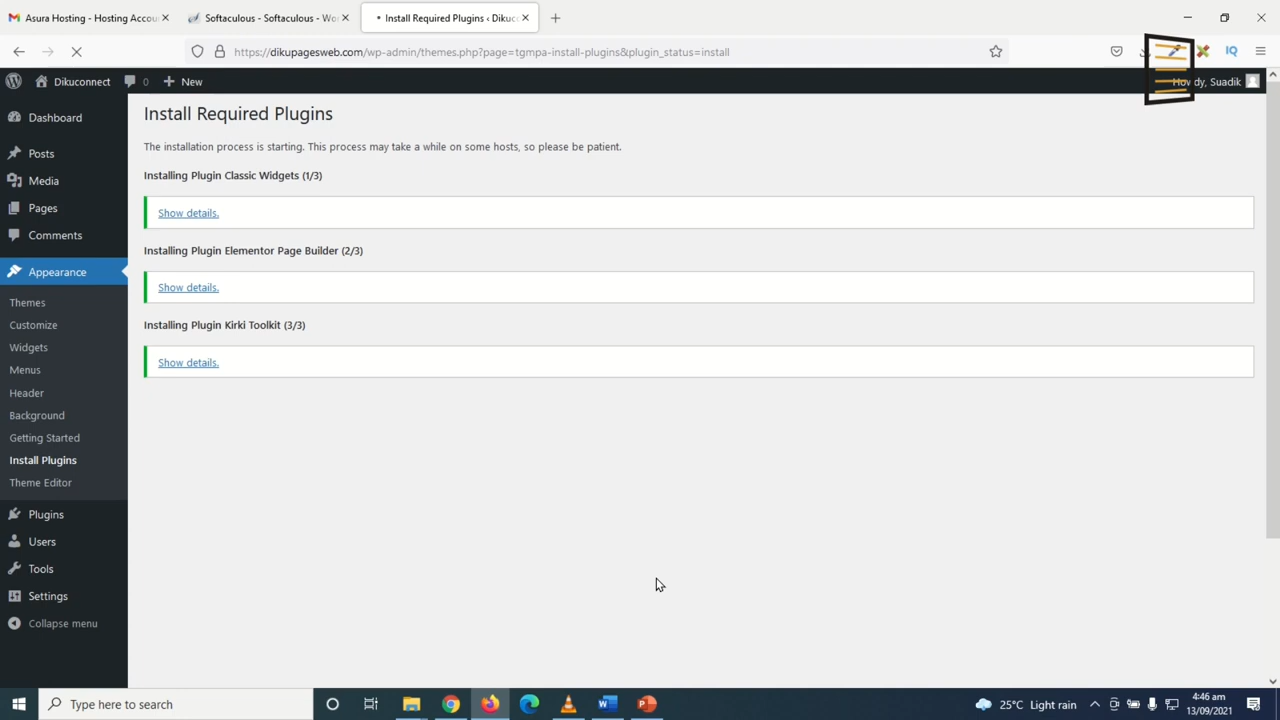 Asura Hosting - Hosting Accou
Softaculous - Softaculous - Wor
Install Required Plugins ‹ Dikuc
https://dikupagesweb.com/wp-admin/themes.php?page=tgmpa-install-plugins&plugin_status=install
IQ
Dikuconnect
0
New
Howdy, Suadik
Dashboard
Posts
Media
Pages
Comments
Appearance
Themes
Customize
Widgets
Menus
Header
Background
Getting Started
Install Plugins
Theme Editor
Plugins
Users
Tools
Settings
Collapse menu
Install Required Plugins
The installation process is starting. This process may take a while on some hosts, so please be patient.
Installing Plugin Classic Widgets (1/3)
Show details.
Installing Plugin Elementor Page Builder (2/3)
Show details.
Installing Plugin Kirki Toolkit (3/3)
Show details.
Type here to search
25°C Light rain
4:46 am
13/09/2021